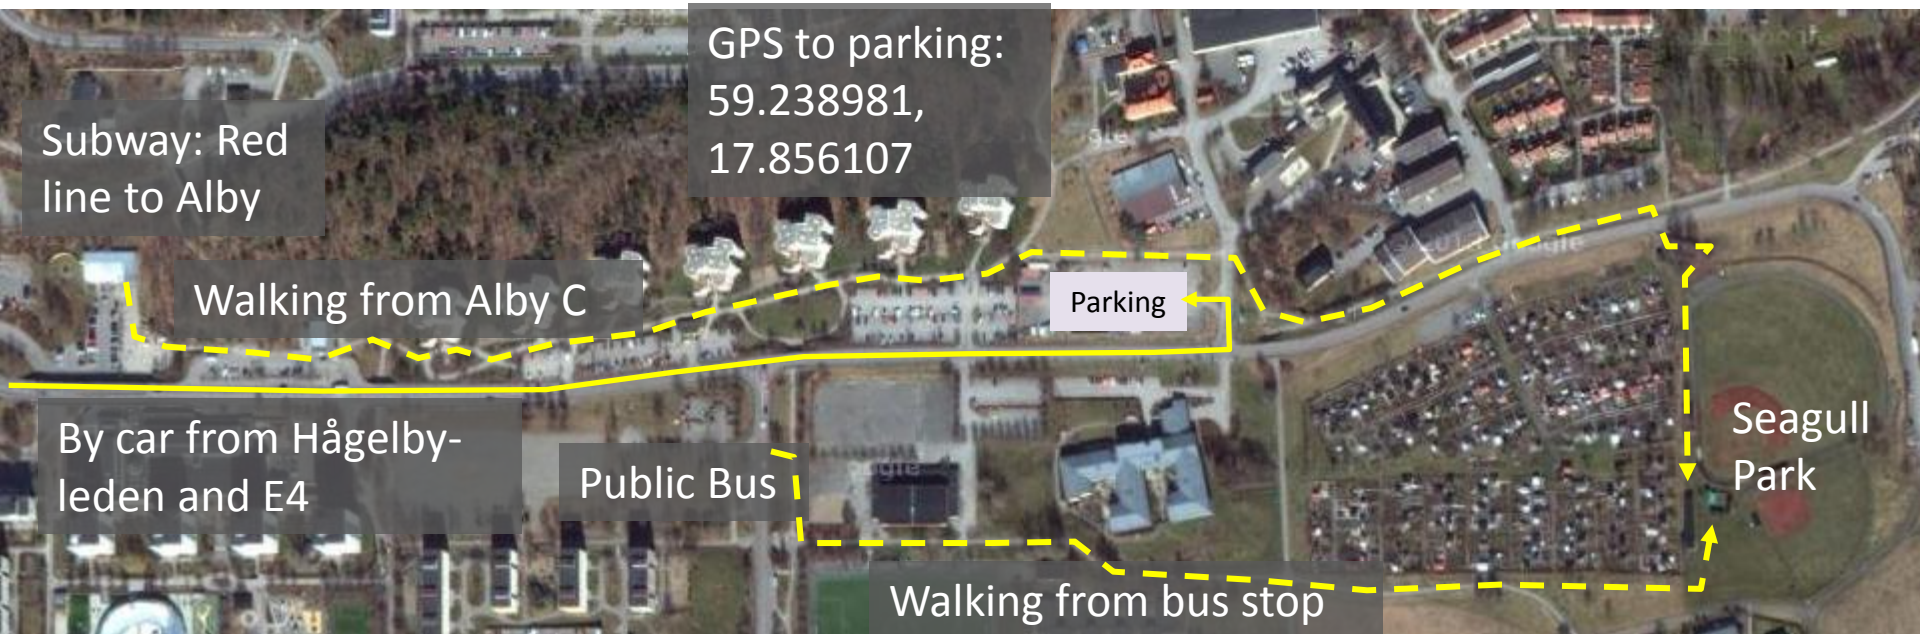 GPS to parking:
59.238981,
17.856107
Subway: Red
line to Alby
Walking from Alby C
Parking
By car from Hågelby-
leden and E4
Public Bus
Seagull
Park
Walking from bus stop